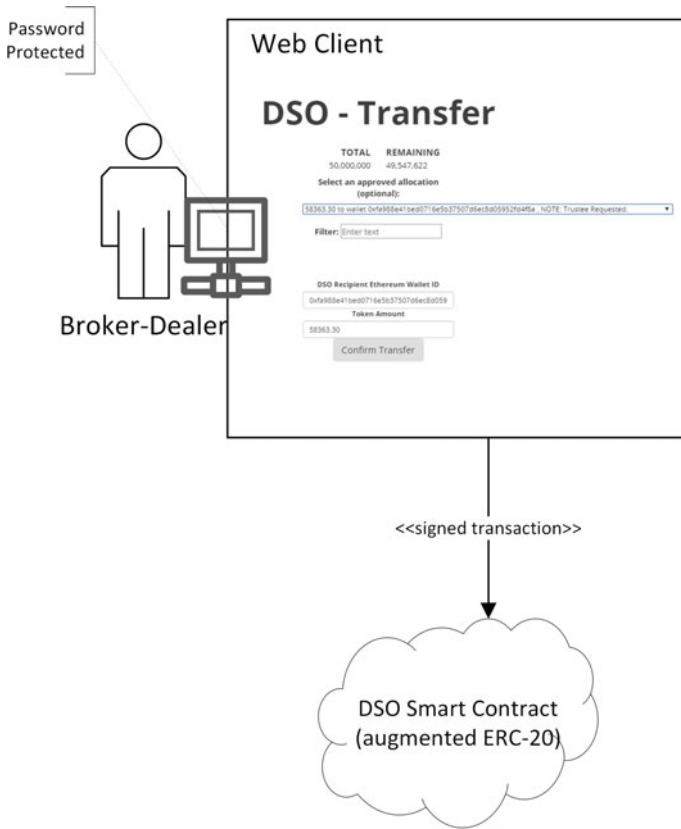 Password
Protected
Web Client
DSO - Transfer
TOTAL REMAINING
50,000,000 49,547,622
Select an approved allocation
(optional):
58363.30 to wallet 0xfa988e41bed0716e5b37507d6ec8d05952fd4f6a , NOTE: Trustee Requested.
Filter: Enter text
DSO Recipient Ethereum Wallet ID
0xfa988e41bed0716e5b37507d6ec8d059
Token Amount
58363.30
Confirm Transfer
Broker-Dealer
<<signed transaction>>
DSO Smart Contract
(augmented ERC-20)